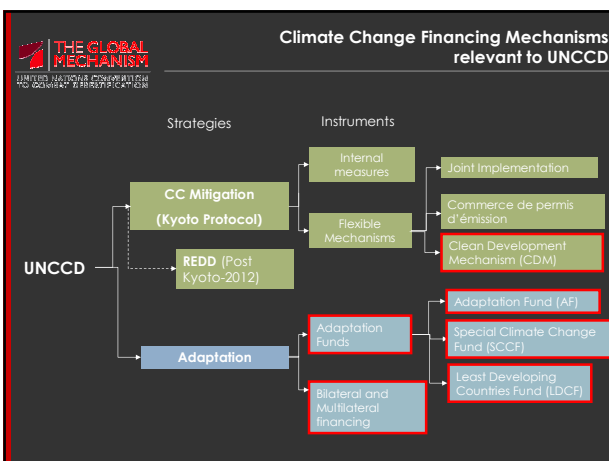 Climate Change Financing Mechanisms
relevant to UNCCD
THE GLOBAL
MECHANISM
UNITED NATIONS CONVENTION
TO COMBAT DESERTIFICATION
Strategies
Instruments
Internal
measures
Joint Implementation
CC Mitigation
(Kyoto Protocol)
Commerce de permis
d'émission
Flexible
Mechanisms
Clean Development
Mechanism (CDM)
UNCCD
REDD (Post
Kyoto-2012)
Adaptation Fund (AF)
Adaptation
Funds
Special Climate Change
Fund (SCCF)
Adaptation
Least Developing
Countries Fund (LDCF)
Bilateral and
Multilateral
financing